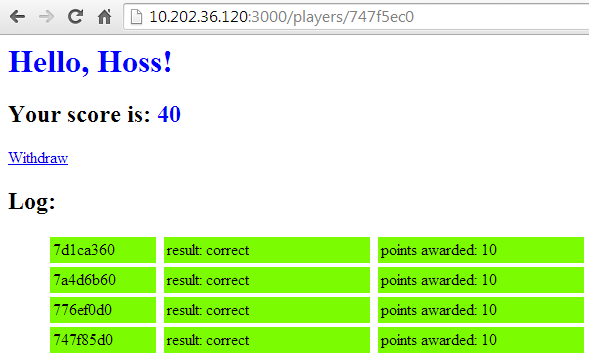 10.202.36.120:3000/players/747f5ec0
Hello, Hoss!
Your score is: 40
Withdraw
Log:
7d1ca360 result: correct points awarded: 10
7a4d6b60 result: correct points awarded: 10
776ef0d0 result: correct points awarded: 10
747f85d0 result: correct points awarded: 10